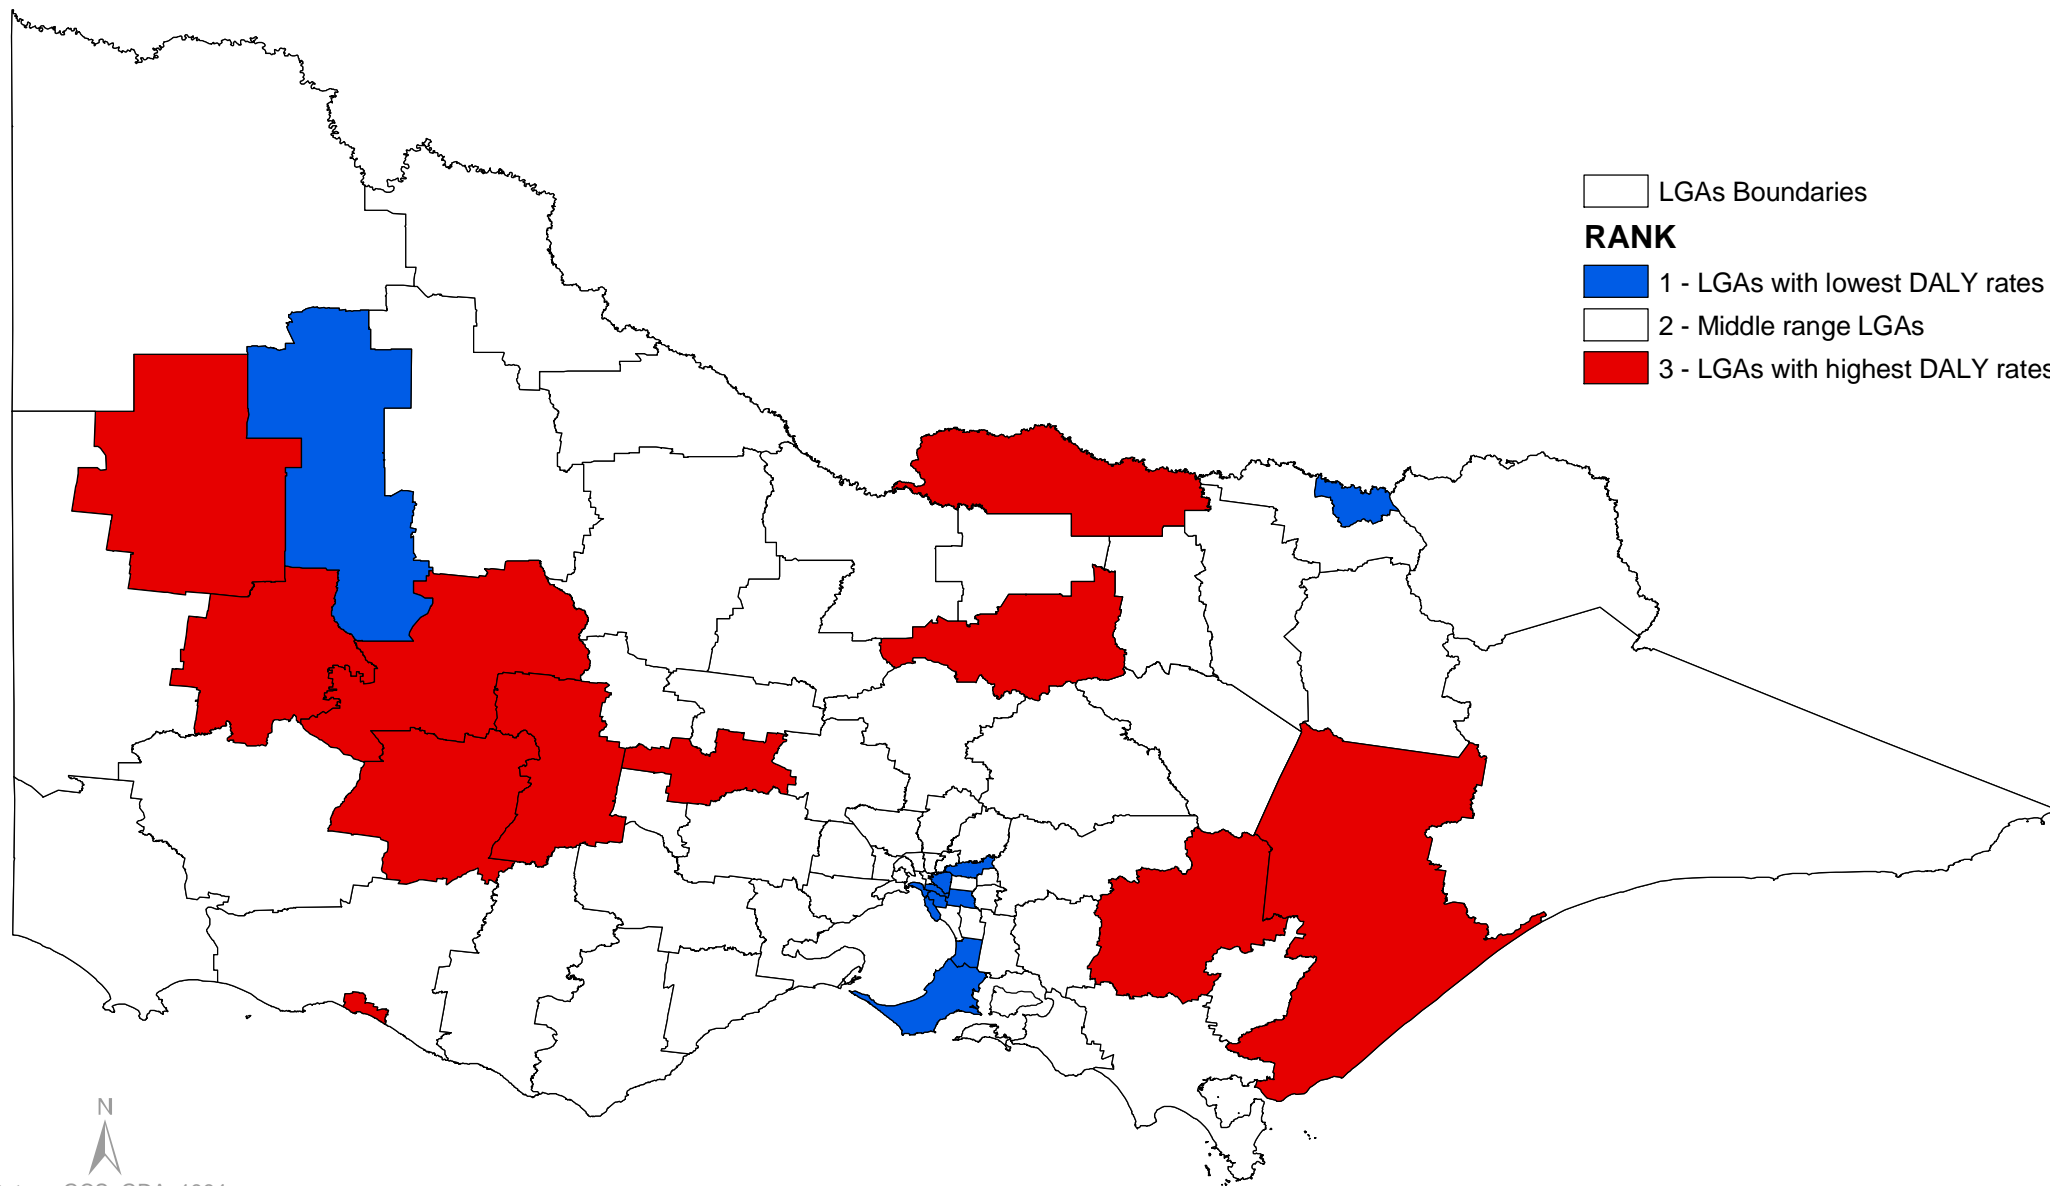 LGAs Boundaries
RANK
1 - LGAs with lowest DALY rates
2 - Middle range LGAs
3 - LGAs with highest DALY rates
N